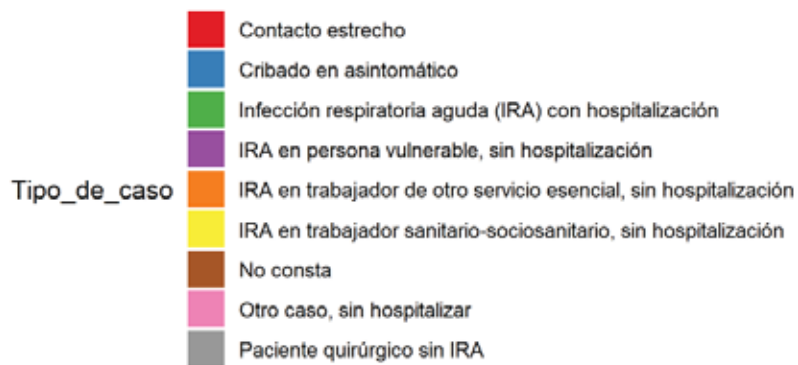 Contacto estrecho
Cribado en asintomático
Infección respiratoria aguda (IRA) con hospitalización
IRA en persona vulnerable, sin hospitalización
Tipo_de_caso
IRA en trabajador de otro servicio esencial, sin hospitalización
IRA en trabajador sanitario-sociosanitario, sin hospitalización
No consta
Otro caso, sin hospitalizar
Paciente quirúrgico sin IRA